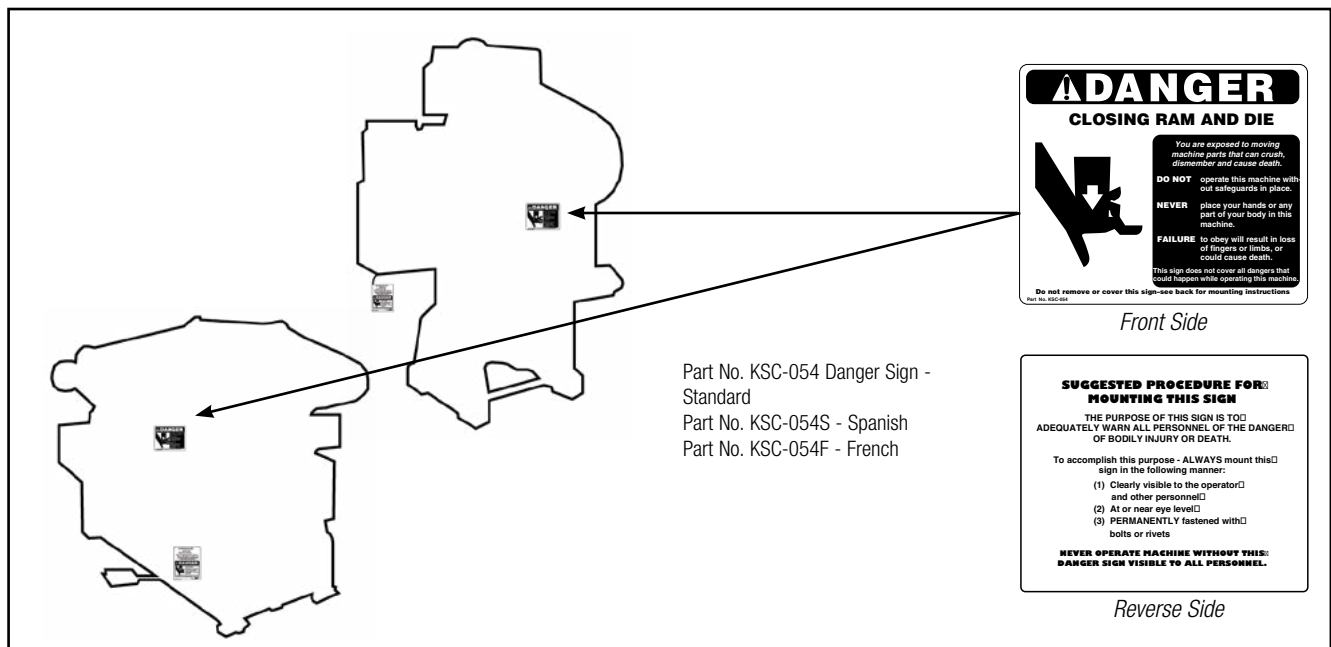 DANGER
CLOSING RAM AND DIE
You are exposed to moving
machine parts that can crush,
dismember and cause death.
DO NOT operate this machine with-
out safeguards in place.
NEVER place your hands or any
part of your body in this
machine.
FAILURE to obey will result in loss
of fingers or limbs, or
could cause death.
This sign does not cover all dangers that
could happen while operating this machine.
Do not remove or cover this sign-see back for mounting instructions
Part No. KSC-054
Front Side
DANGER
DANGER
Part No. KSC-054 Danger Sign -
Standard
Part No. KSC-054S - Spanish
Part No. KSC-054F - French
SUGGESTED PROCEDURE FOR
MOUNTING THIS SIGN
THE PURPOSE OF THIS SIGN IS TO
ADEQUATELY WARN ALL PERSONNEL OF THE DANGER
OF BODILY INJURY OR DEATH.
To accomplish this purpose - ALWAYS mount this
sign in the following manner:
(1) Clearly visible to the operator
and other personnel
(2) At or near eye level
(3) PERMANENTLY fastened with
bolts or rivets
NEVER OPERATE MACHINE WITHOUT THIS
DANGER SIGN VISIBLE TO ALL PERSONNEL.
Reverse Side